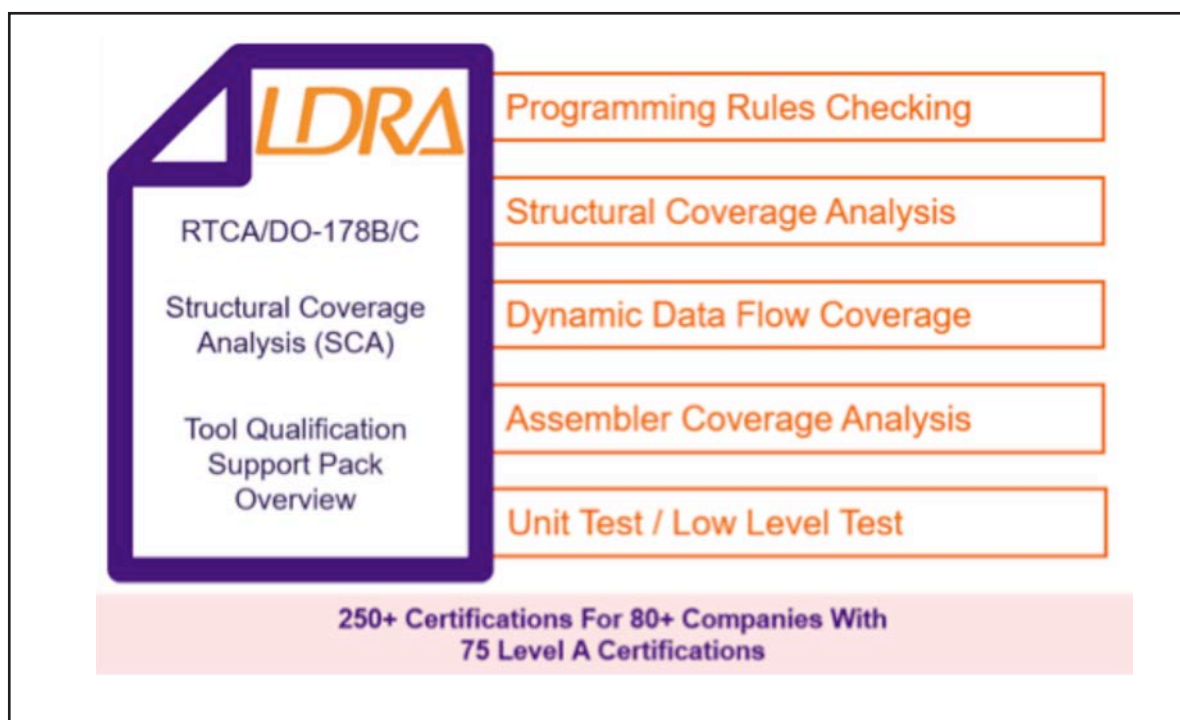 LDRA
RTCA/DO-178B/C
Structural Coverage
Analysis (SCA)
Tool Qualification
Support Pack
Overview
Programming Rules Checking
Structural Coverage Analysis
Dynamic Data Flow Coverage
Assembler Coverage Analysis
Unit Test / Low Level Test
250+ Certifications For 80+ Companies With
75 Level A Certifications